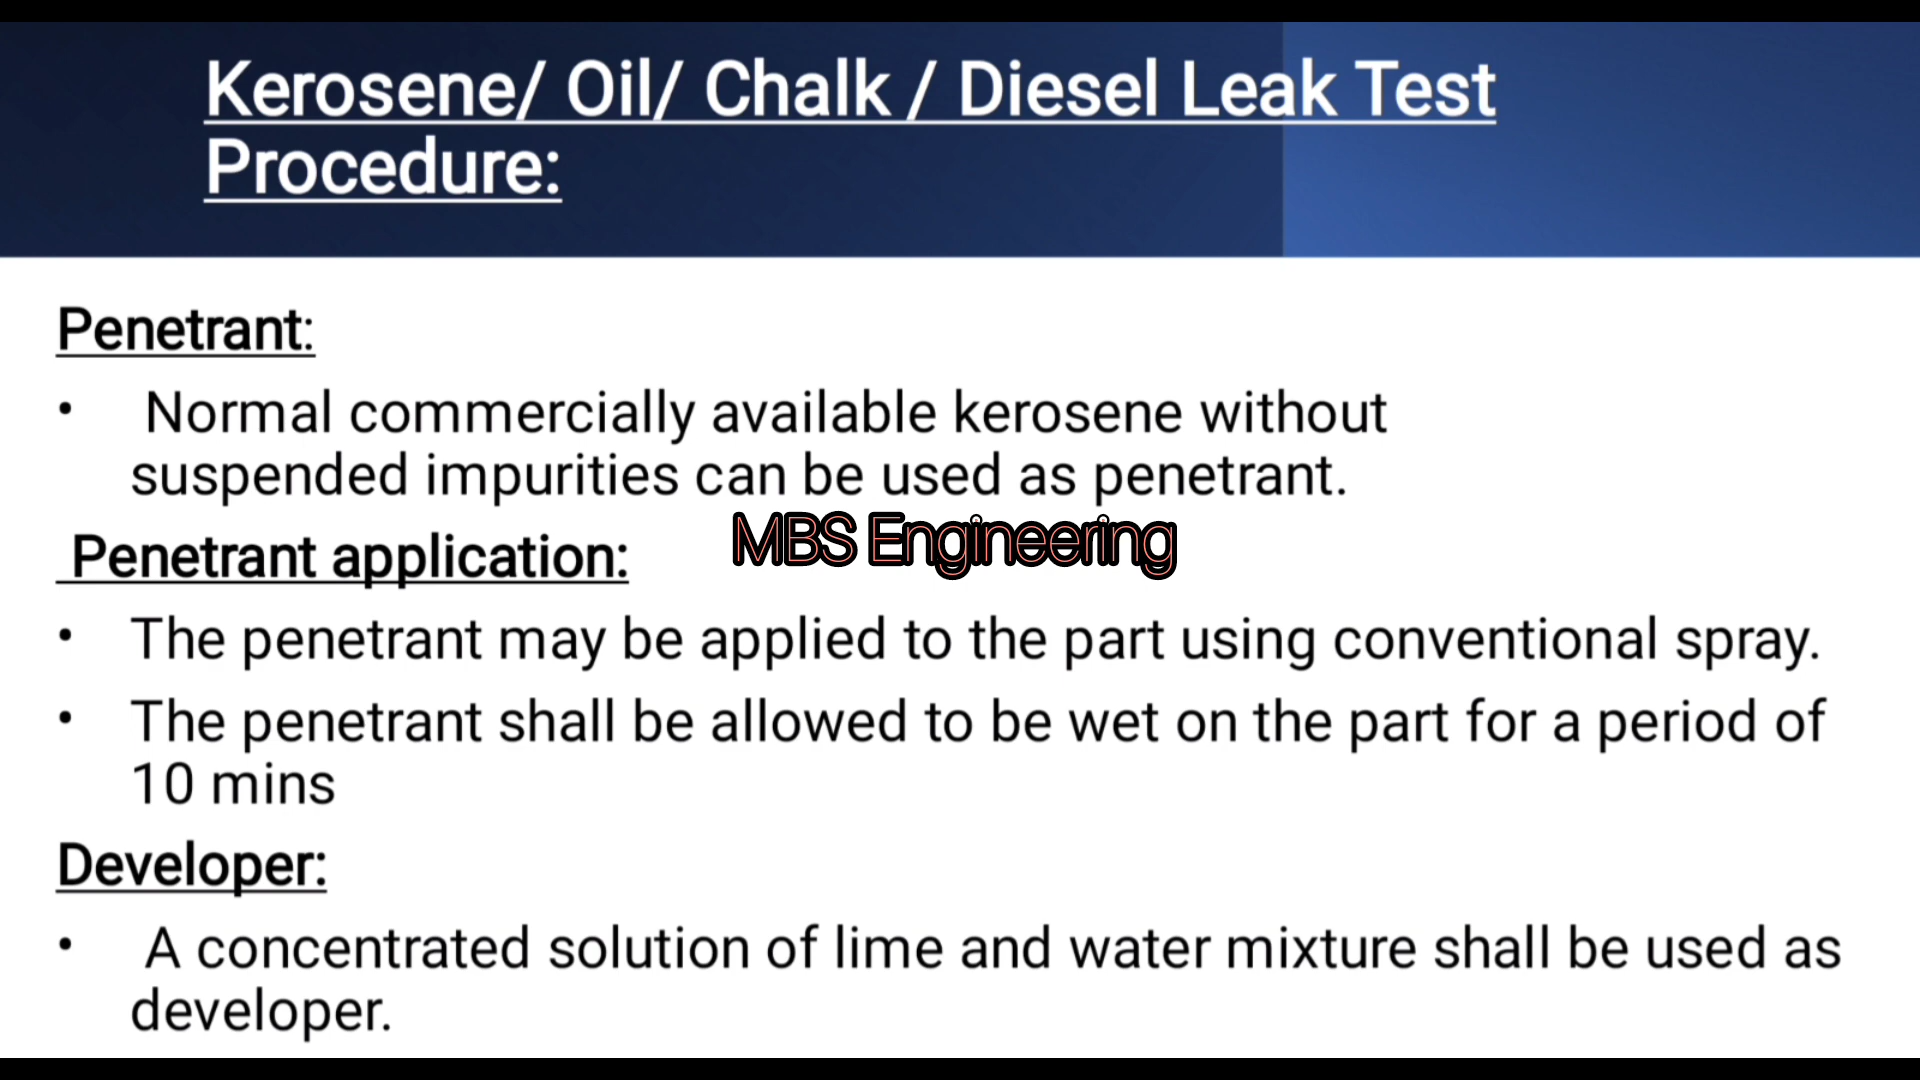 Kerosene/ Oil/ Chalk / Diesel Leak Test
Procedure:
Penetrant:
• Normal commercially available kerosene without
suspended impurities can be used as penetrant.
MBS Engineering
Penetrant application:
• The penetrant may be applied to the part using conventional spray.
• The penetrant shall be allowed to be wet on the part for a period of
10 mins
Developer:
• A concentrated solution of lime and water mixture shall be used as
developer.